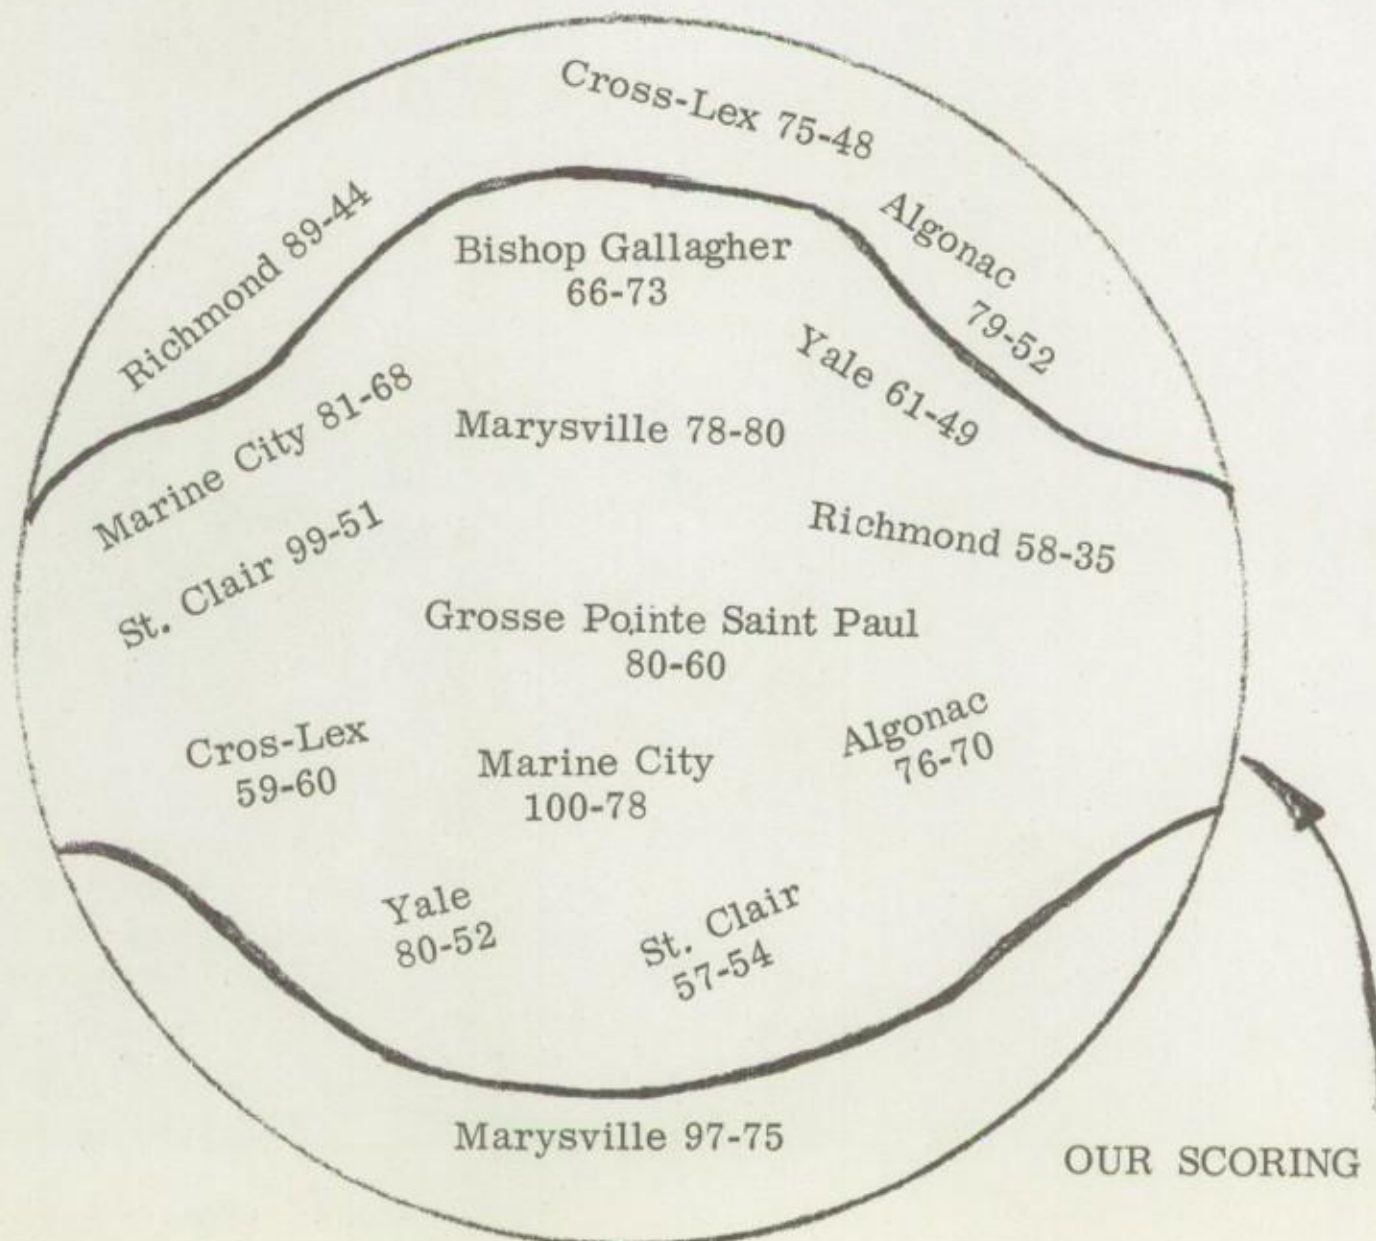 Cross-Lex 75-48
Richmond 89-44
Algonac
79-52
Bishop Gallagher
66-73
Yale 61-49
Marine City 81-68
Marysville 78-80
St. Clair 99-51
Richmond 58-35
Grosse Pointe Saint Paul
80-60
Cros-Lex
59-60
Marine City
100-78
Algonac
76-70
Yale
80-52
St. Clair
57-54
Marysville 97-75
OUR SCORING